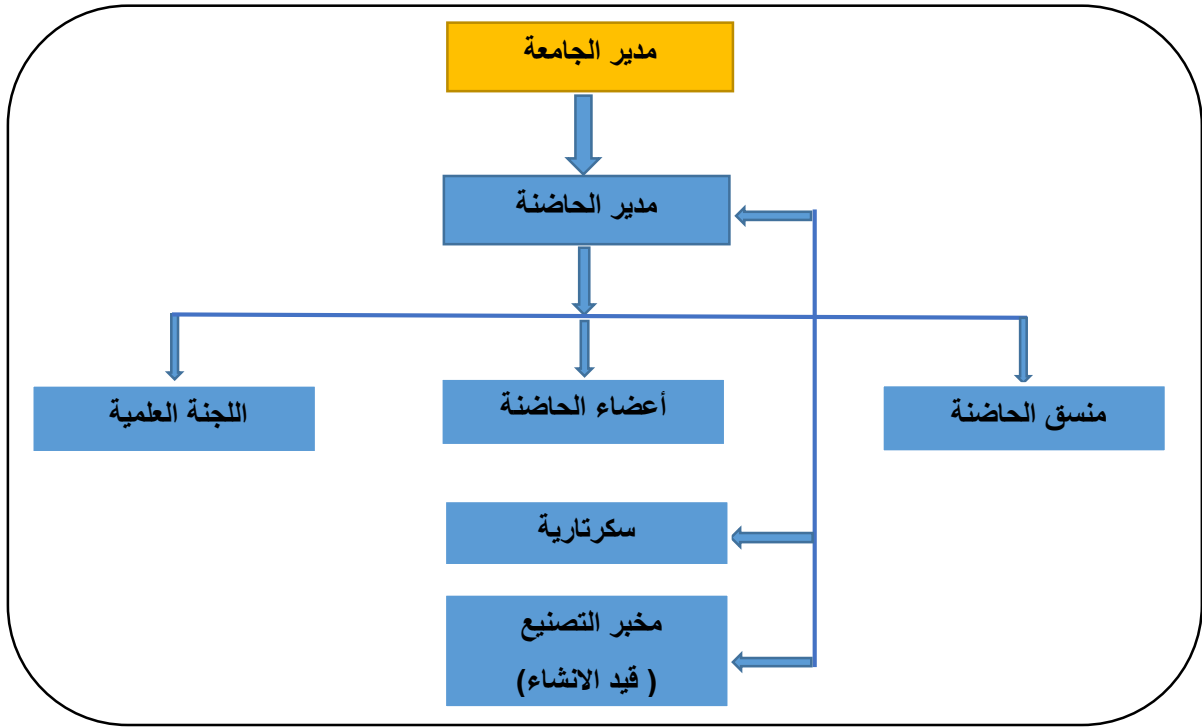 مدير الجامعة
مدير الحاضنة
منسق الحاضنة
أعضاء الحاضنة
اللجنة العلمية
سكرتارية
مخبر التصنيع
( قيد الانشاء)